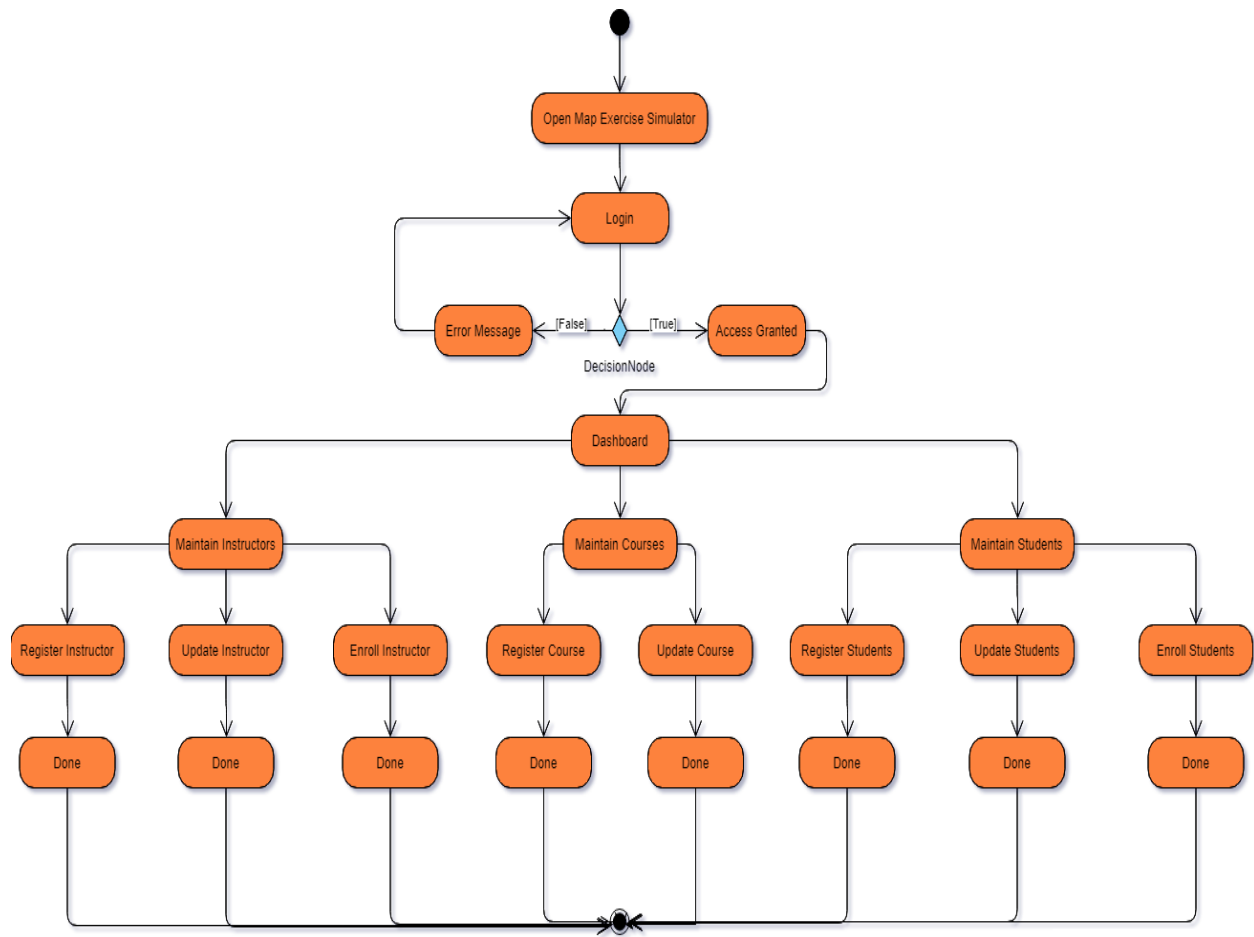 Open Map Exercise Simulator
Login
Error Message
[False]
[True]
Access Granted
DecisionNode
Dashboard
Maintain Instructors
Maintain Courses
Maintain Students
Register Instructor
Update Instructor
Enroll Instructor
Register Course
Update Course
Register Students
Update Students
Enroll Students
Done
Done
Done
Done
Done
Done
Done
Done